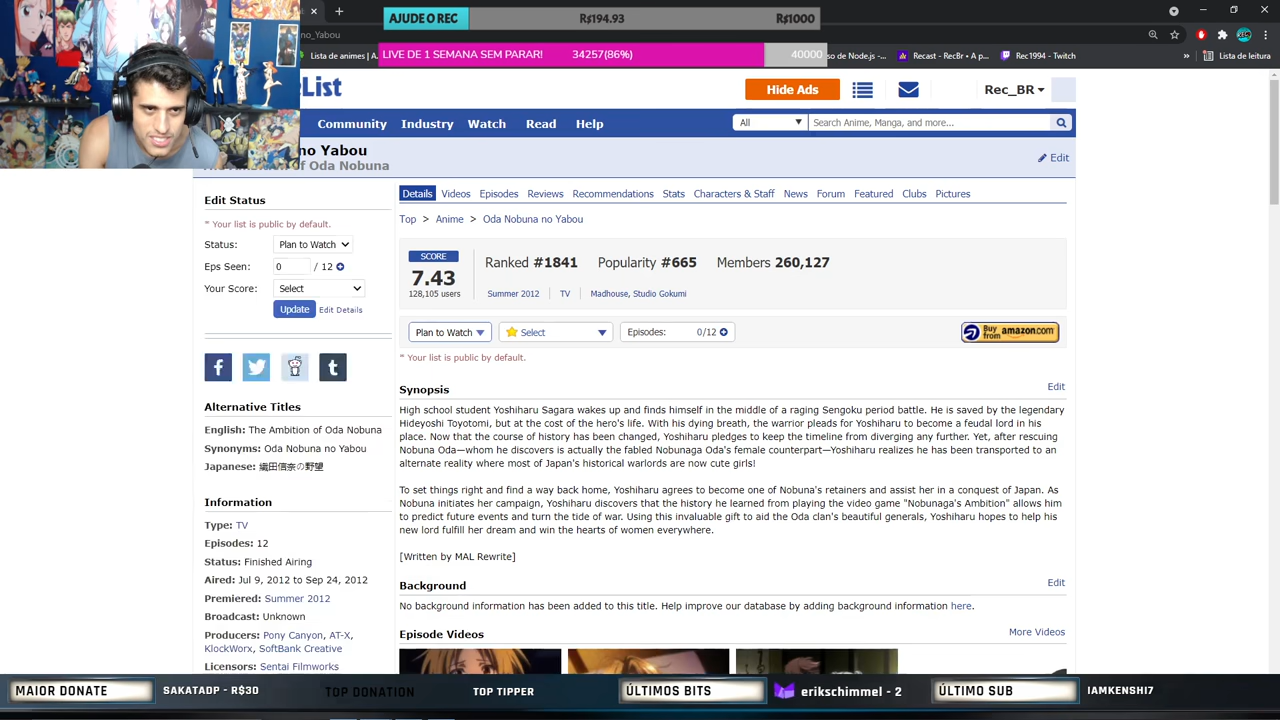 AJUDE O REC R$194.93 R$1000
no_Yabou
LIVE DE 1 SEMANA SEM PARAR! 34257(86%) 40000
Lista de animes | A.
so de Node.js -...
Recast - RecBr • A p...
Rec1994 - Twitch
»
Lista de leitura
List
Hide Ads
Rec_BR
Community Industry Watch Read Help
All
Search Anime, Manga, and more...
no Yabou
of Oda Nobuna
Edit
Edit Status
* Your list is public by default.
Status: Plan to Watch
Eps Seen: 0 / 12
Your Score: Select
Update Edit Details
Alternative Titles
English: The Ambition of Oda Nobuna
Synonyms: Oda Nobuna no Yabou
Japanese: 織田信奈の野望
Information
Type: TV
Episodes: 12
Status: Finished Airing
Aired: Jul 9, 2012 to Sep 24, 2012
Premiered: Summer 2012
Broadcast: Unknown
Producers: Pony Canyon, AT-X,
KlockWorx, SoftBank Creative
Licensors: Sentai Filmworks
Details Videos Episodes Reviews Recommendations Stats Characters & Staff News Forum Featured Clubs Pictures
Top > Anime > Oda Nobuna no Yabou
SCORE
7.43
128,105 users
Ranked #1841 Popularity #665 Members 260,127
Summer 2012 TV Madhouse, Studio Gokumi
Plan to Watch Select Episodes: 0/12
Buy from amazon.com
* Your list is public by default.
Synopsis Edit
High school student Yoshiharu Sagara wakes up and finds himself in the middle of a raging Sengoku period battle. He is saved by the legendary
Hideyoshi Toyotomi, but at the cost of the hero's life. With his dying breath, the warrior pleads for Yoshiharu to become a feudal lord in his
place. Now that the course of history has been changed, Yoshiharu pledges to keep the timeline from diverging any further. Yet, after rescuing
Nobuna Oda—whom he discovers is actually the fabled Nobunaga Oda's female counterpart—Yoshiharu realizes he has been transported to an
alternate reality where most of Japan's historical warlords are now cute girls!
To set things right and find a way back home, Yoshiharu agrees to become one of Nobuna's retainers and assist her in a conquest of Japan. As
Nobuna initiates her campaign, Yoshiharu discovers that the history he learned from playing the video game "Nobunaga's Ambition" allows him
to predict future events and turn the tide of war. Using this invaluable gift to aid the Oda clan's beautiful generals, Yoshiharu hopes to help his
new lord fulfill her dream and win the hearts of women everywhere.
[Written by MAL Rewrite]
Background Edit
No background information has been added to this title. Help improve our database by adding background information here.
Episode Videos More Videos
MAIOR DONATE SAKATADP - R$30 TOP DONATION TOP TIPPER ÚLTIMOS BITS erikschimmel - 2 ÚLTIMO SUB IAMKENSHI7